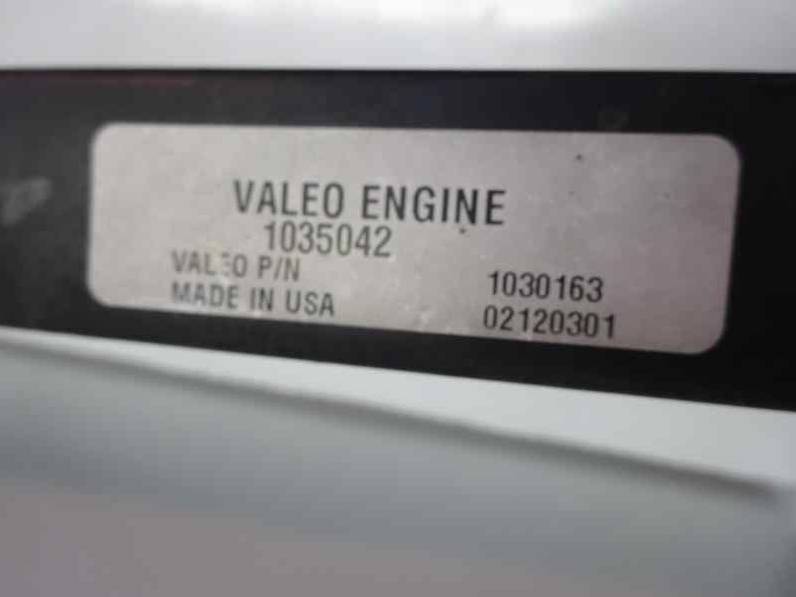 VALEO ENGINE
1035042
VALEO P/N 1030163
MADE IN USA 02120301